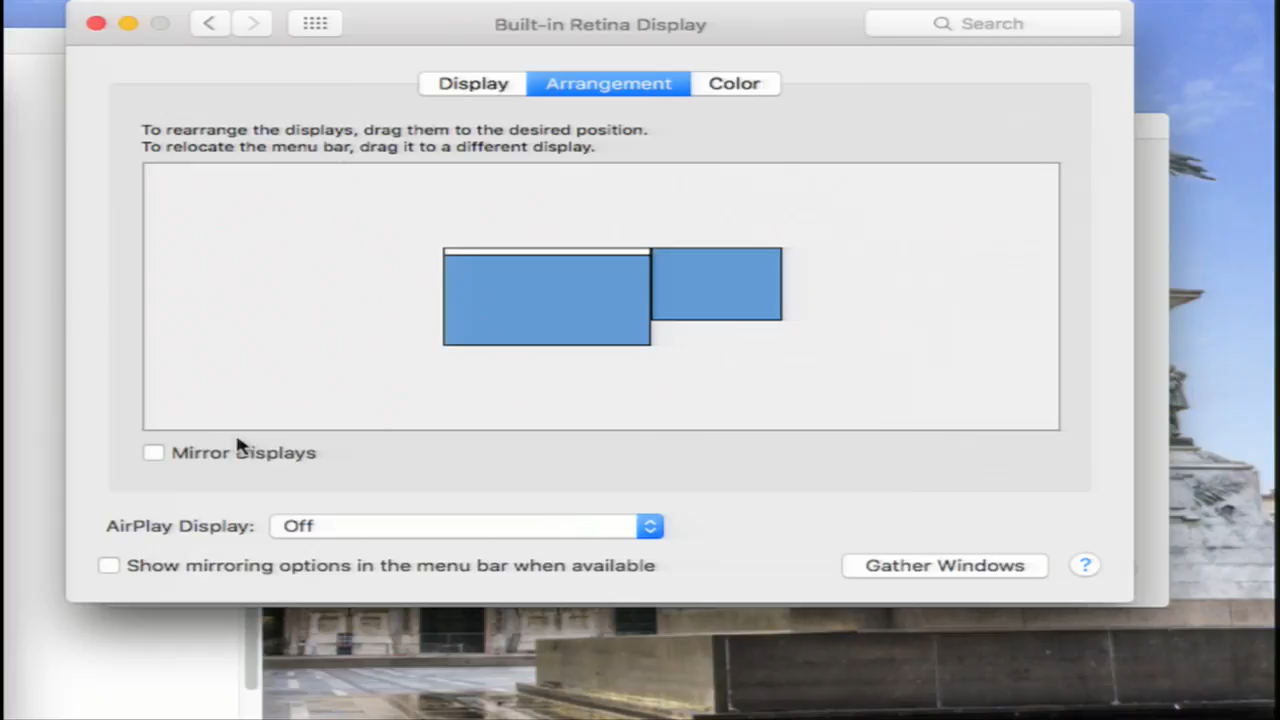 Built-in Retina Display
Search
Display
Arrangement
Color
To rearrange the displays, drag them to the desired position.
To relocate the menu bar, drag it to a different display.
Mirror Displays
AirPlay Display:
Off
Show mirroring options in the menu bar when available
Gather Windows
?